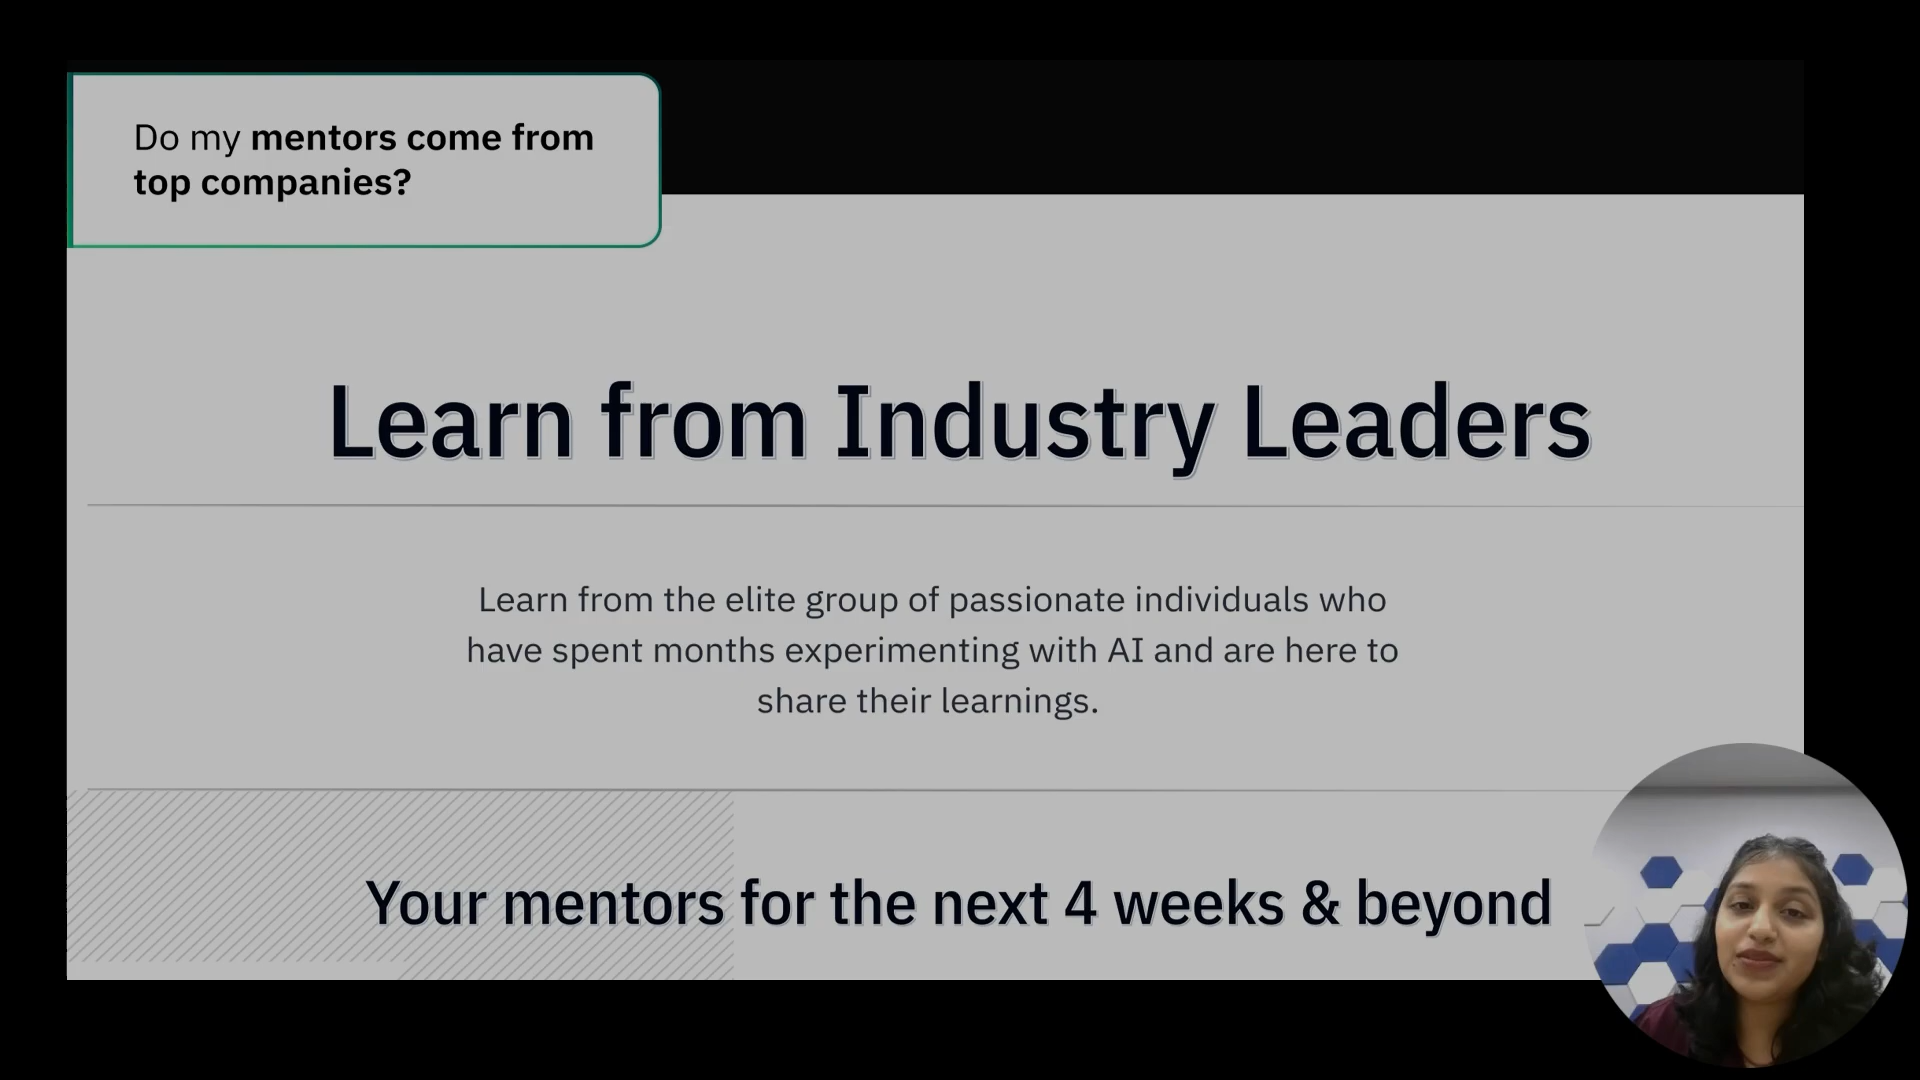 Do my mentors come from
top companies?
Learn from Industry Leaders
Learn from the elite group of passionate individuals who
have spent months experimenting with AI and are here to
share their learnings.
Your mentors for the next 4 weeks & beyond